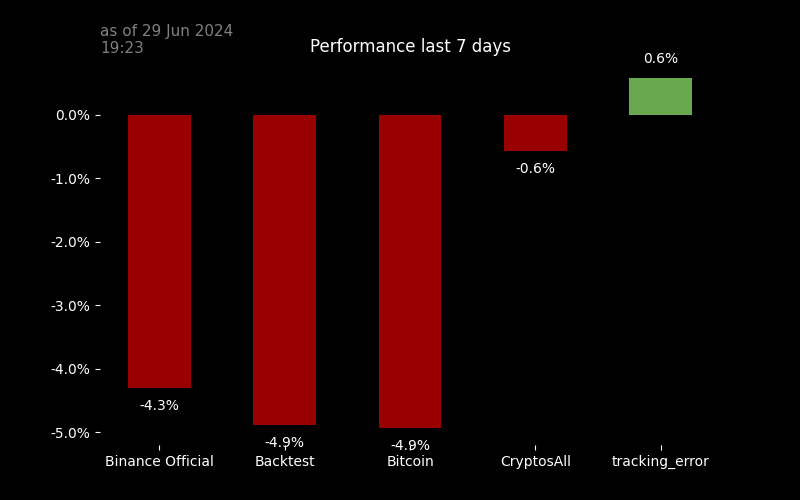 as of 29 Jun 2024
19:23
Performance last 7 days
0.6%
0.0%
-0.6%
-1.0%
-2.0%
-3.0%
-4.0%
-4.3%
-5.0%
-4.9%
-4.9%
Binance Official
Backtest
Bitcoin
CryptosAll
tracking_error